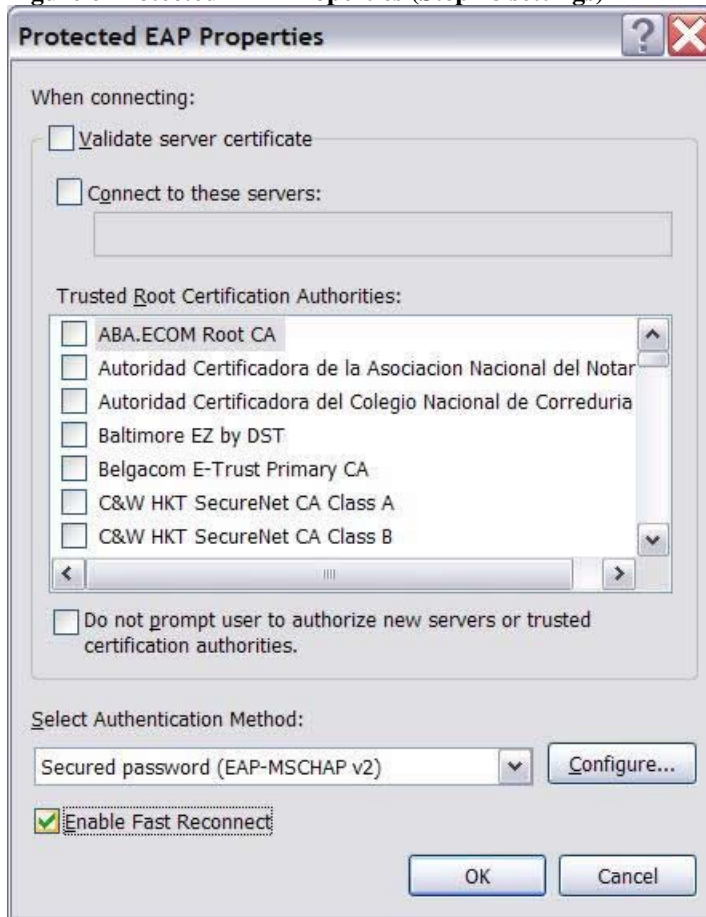 Protected EAP Properties
When connecting:
Validate server certificate
Connect to these servers:
Trusted Root Certification Authorities:
ABA.ECOM Root CA
Autoridad Certificadora de la Asociacion Nacional del Notar
Autoridad Certificadora del Colegio Nacional de Correduria
Baltimore EZ by DST
Belgacom E-Trust Primary CA
C&W HKT SecureNet CA Class A
C&W HKT SecureNet CA Class B
Do not prompt user to authorize new servers or trusted
certification authorities.
Select Authentication Method:
Secured password (EAP-MSCHAP v2)
Configure...
Enable Fast Reconnect
OK
Cancel